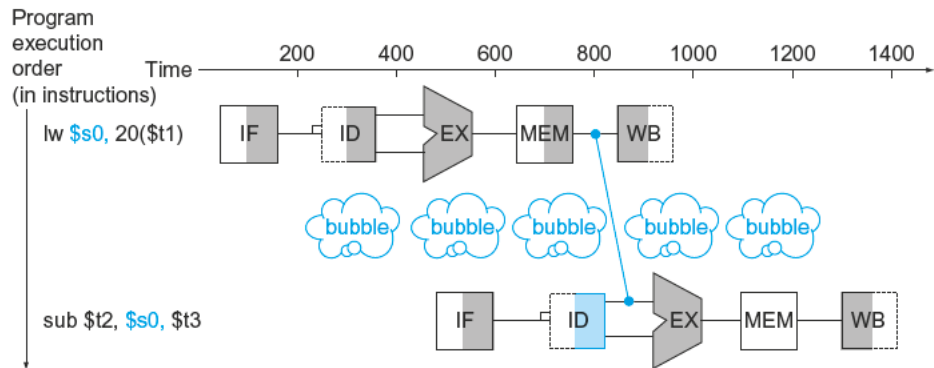 Program
execution
order
(in instructions)
Time
200 400 600 800 1000 1200 1400
lw $s0, 20($t1)
IF ID EX MEM WB
bubble bubble bubble bubble bubble
sub $t2, $s0, $t3
IF ID EX MEM WB